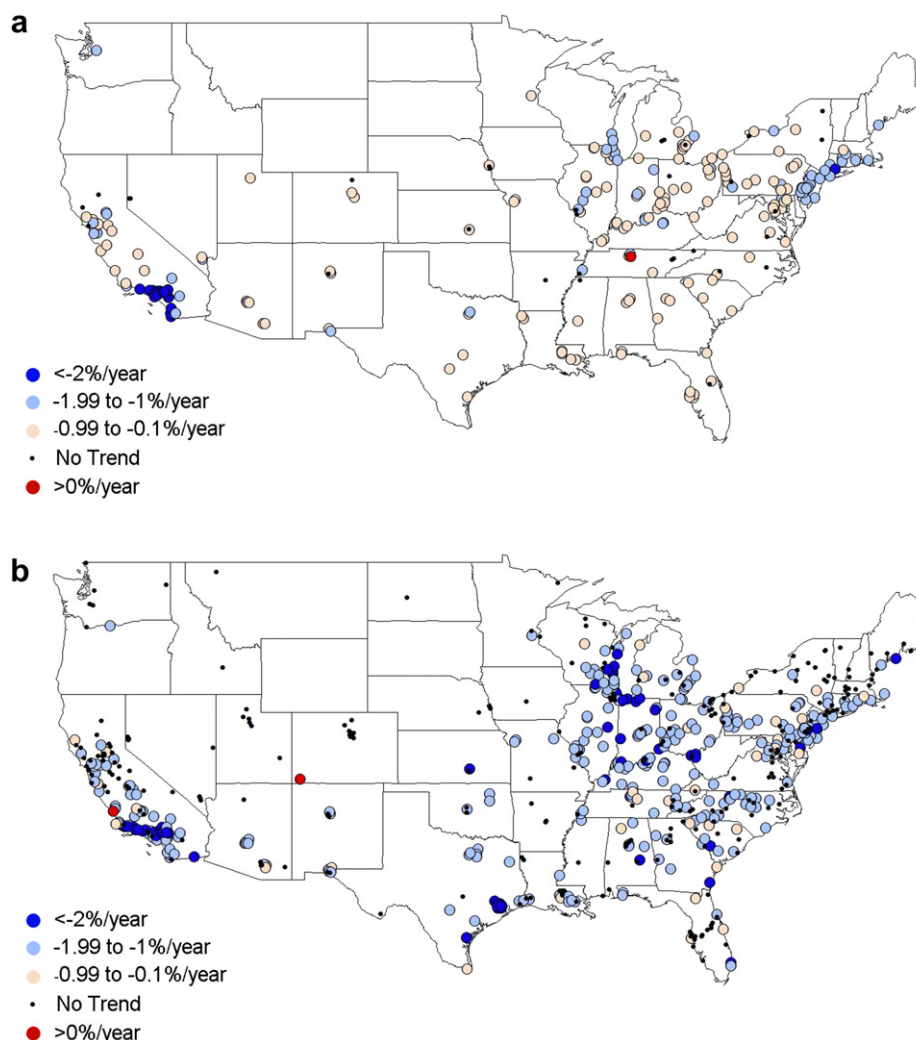 a
<-2%/year
-1.99 to -1%/year
-0.99 to -0.1%/year
No Trend
>0%/year
b
<-2%/year
-1.99 to -1%/year
-0.99 to -0.1%/year
No Trend
>0%/year